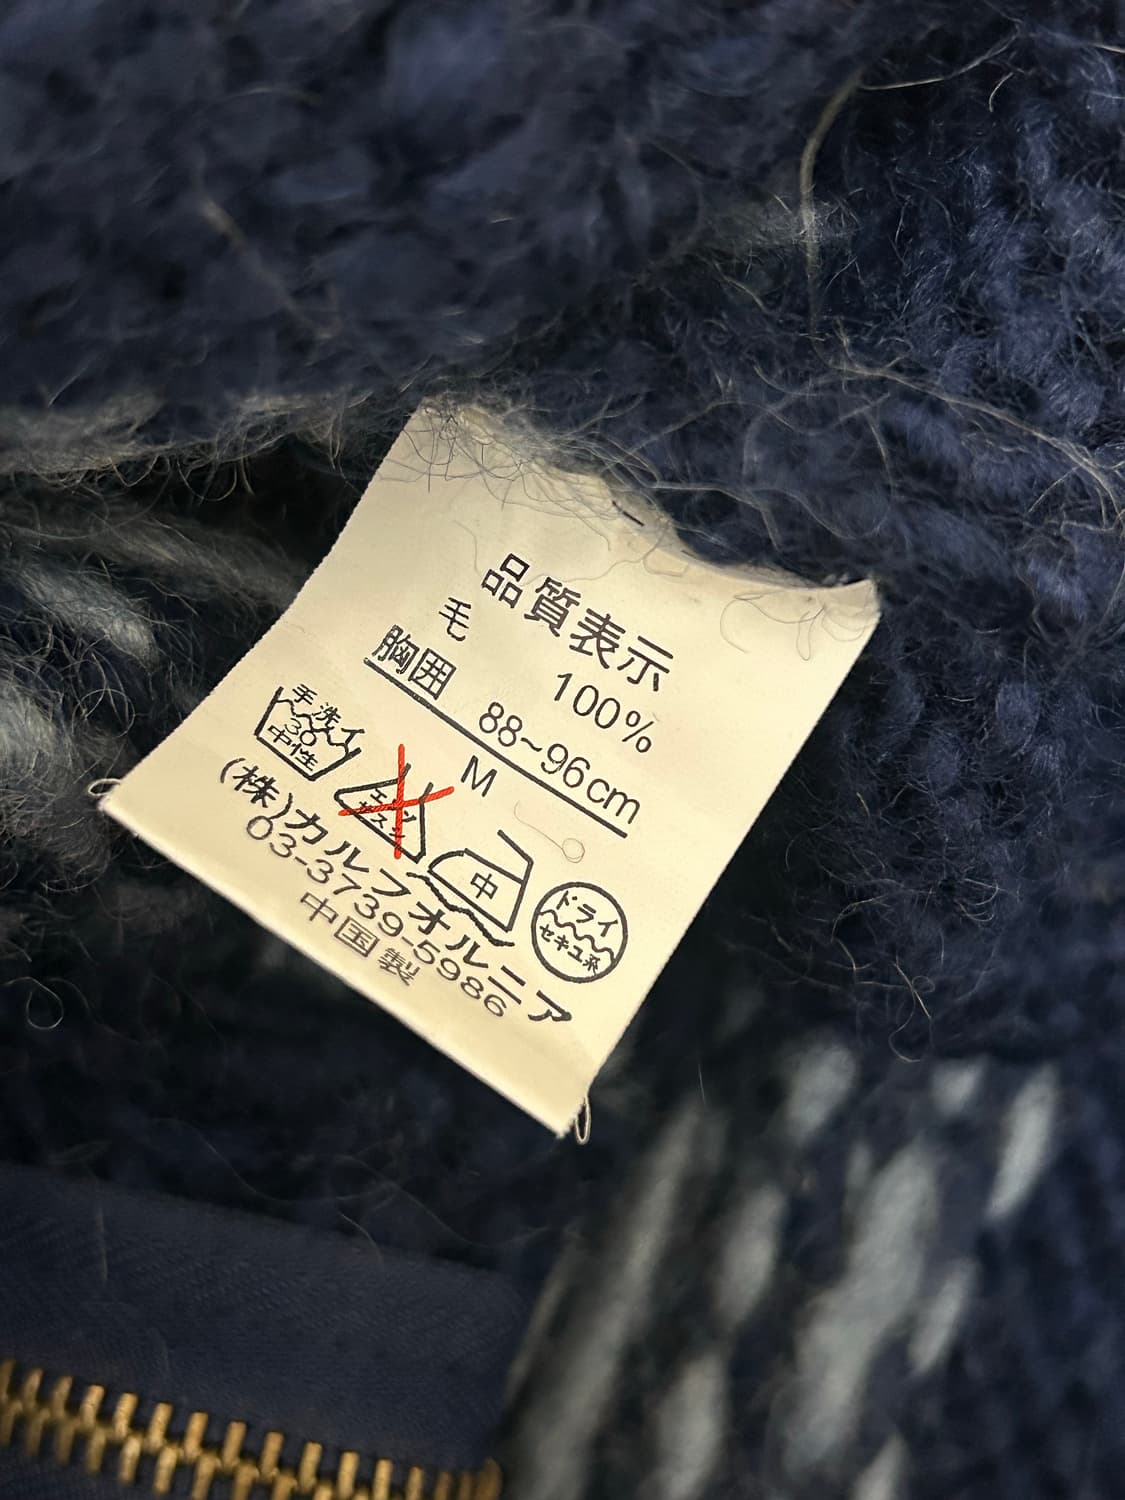 品質表示
毛 100%
胸囲 88~96cm
M
手洗イ
30
中性
エンソ
サラシ
中
ドライ
セキユ系
(株)カルフォルニア
03-3739-5986
中国製